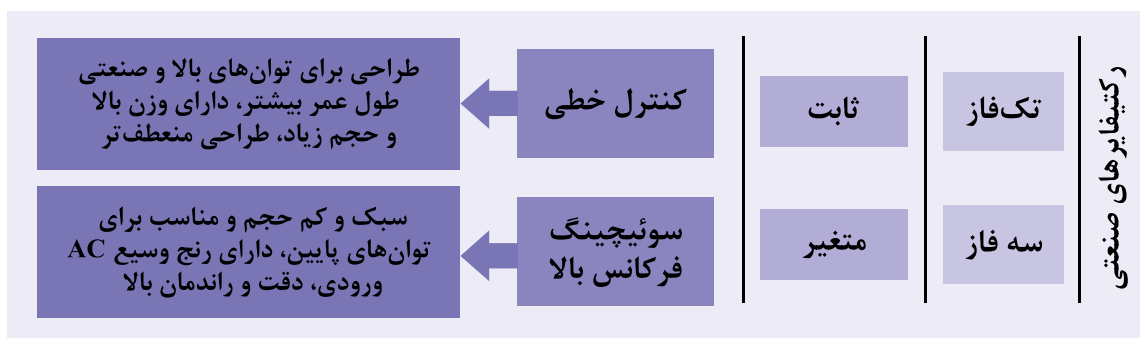 رکتیفایرهای صنعتی
تک‌فاز
سه فاز
ثابت
متغیر
کنترل خطی
طراحی برای توان‌های بالا و صنعتی
طول عمر بیشتر، دارای وزن بالا
و حجم زیاد، طراحی منعطف‌تر
سوئیچینگ
فرکانس بالا
سبک و کم حجم و مناسب برای
توان‌های پایین، دارای رنج وسیع AC
ورودی، دقت و راندمان بالا